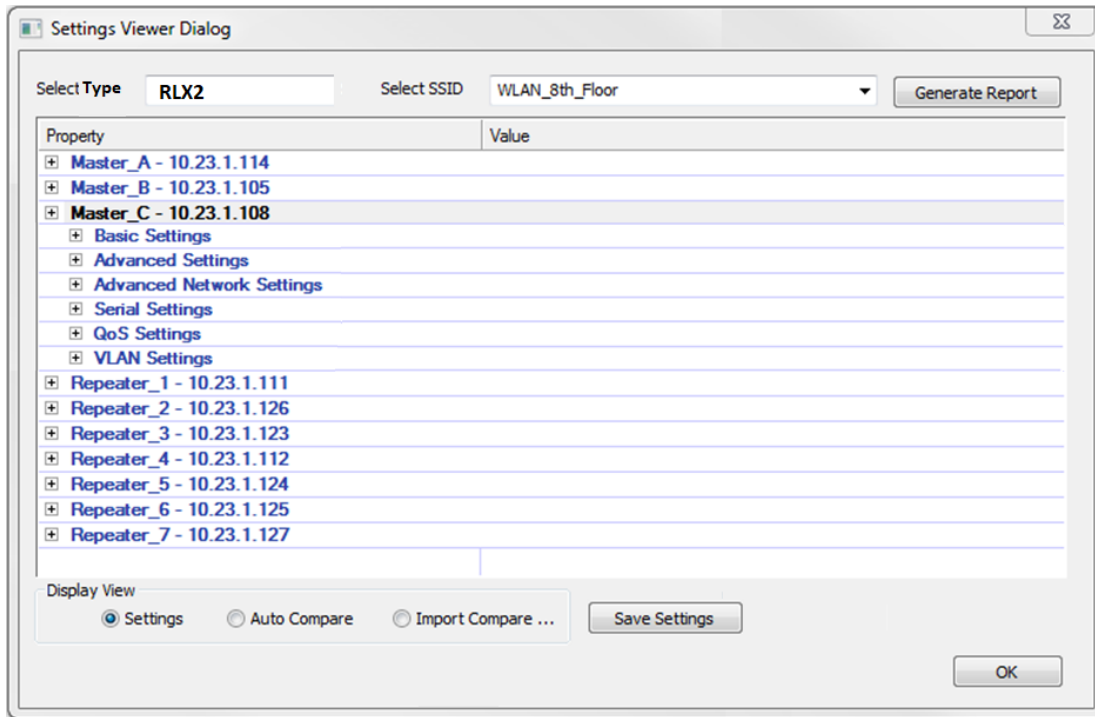 Settings Viewer Dialog
Select Type RLX2 Select SSID WLAN_8th_Floor Generate Report
Property Value
Master_A - 10.23.1.114
Master_B - 10.23.1.105
Master_C - 10.23.1.108
Basic Settings
Advanced Settings
Advanced Network Settings
Serial Settings
QoS Settings
VLAN Settings
Repeater_1 - 10.23.1.111
Repeater_2 - 10.23.1.126
Repeater_3 - 10.23.1.123
Repeater_4 - 10.23.1.112
Repeater_5 - 10.23.1.124
Repeater_6 - 10.23.1.125
Repeater_7 - 10.23.1.127
Display View
Settings Auto Compare Import Compare ... Save Settings
OK